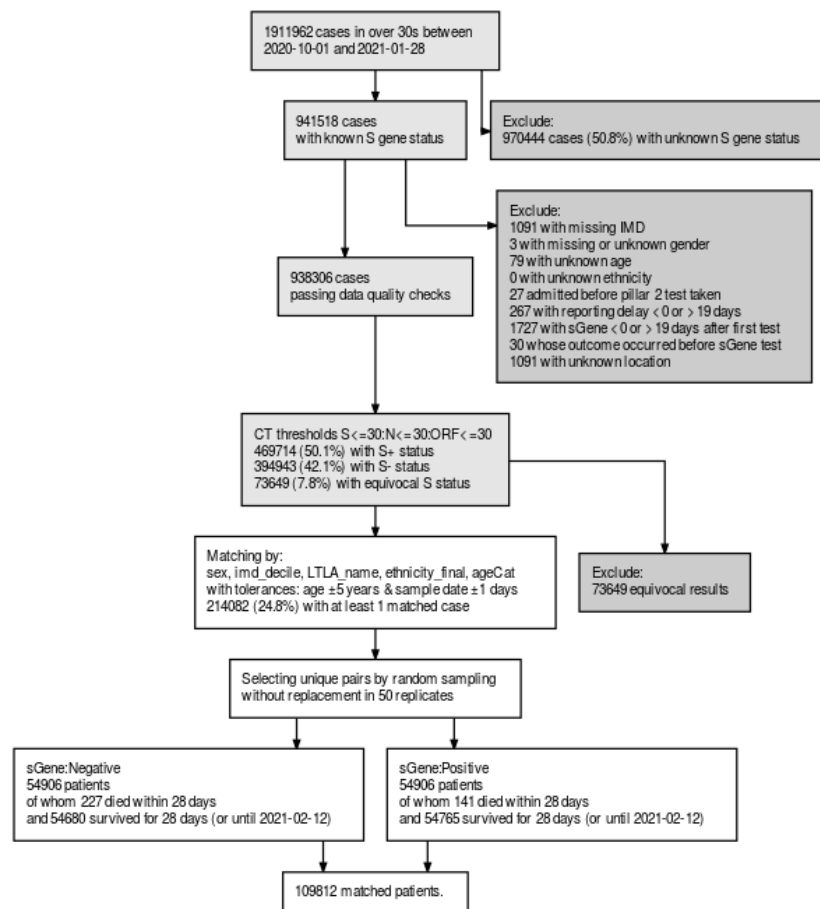 1911962 cases in over 30s between
2020-10-01 and 2021-01-28
941518 cases
with known S gene status
Exclude:
970444 cases (50.8%) with unknown S gene status
Exclude:
1091 with missing IMD
3 with missing or unknown gender
79 with unknown age
0 with unknown ethnicity
27 admitted before pillar 2 test taken
267 with reporting delay <0 or > 19 days
1727 with sGene <0 or > 19 days after first test
30 whose outcome occurred before sGene test
1091 with unknown location
938306 cases
passing data quality checks
CT thresholds S<=30:N<=30:ORF<=30
469714 (50.1%) with S+ status
394943 (42.1%) with S- status
73649 (7.8%) with equivocal S status
Matching by:
sex, imd_decile, LTLA_name, ethnicity_final, ageCat
with tolerances: age ±5 years & sample date ±1 days
214082 (24.8%) with at least 1 matched case
Exclude:
73649 equivocal results
Selecting unique pairs by random sampling
without replacement in 50 replicates
sGene:Negative
54906 patients
of whom 227 died within 28 days
and 54680 survived for 28 days (or until 2021-02-12)
sGene:Positive
54906 patients
of whom 141 died within 28 days
and 54765 survived for 28 days (or until 2021-02-12)
109812 matched patients.